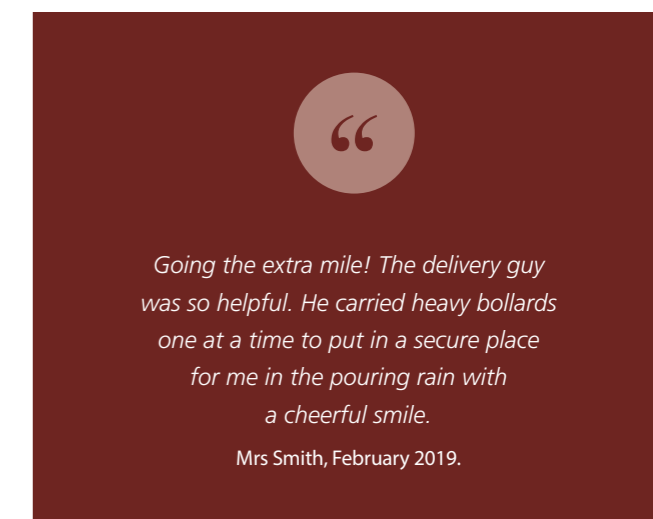 “
Going the extra mile! The delivery guy
was so helpful. He carried heavy bollards
one at a time to put in a secure place
for me in the pouring rain with
a cheerful smile.
Mrs Smith, February 2019.